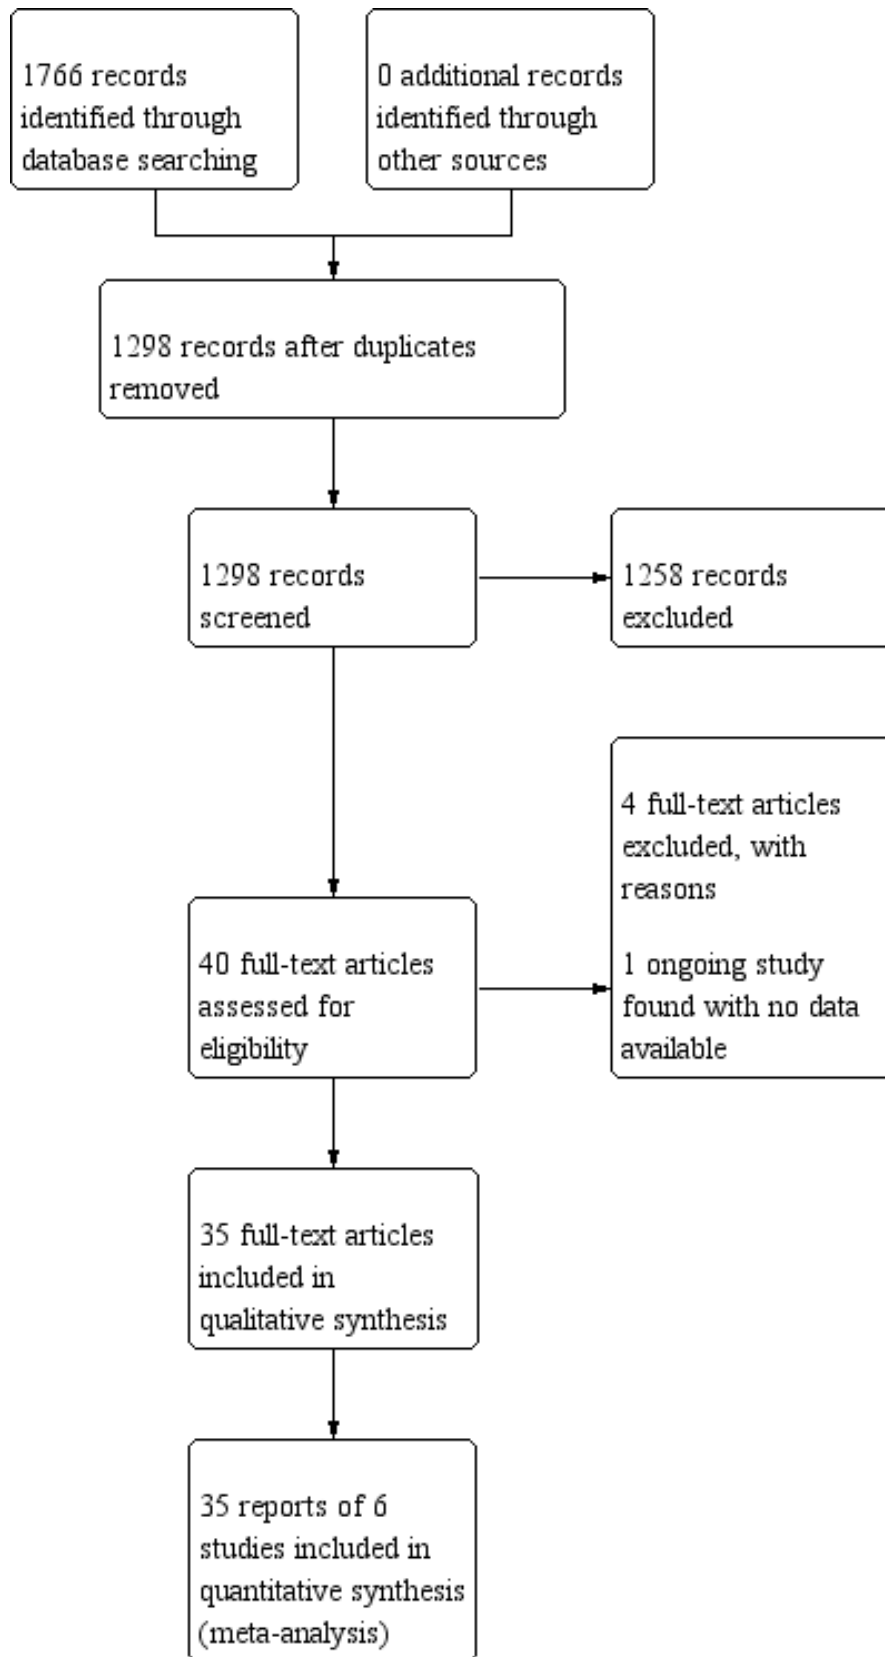 1766 records
identified through
database searching
0 additional records
identified through
other sources
1298 records after duplicates
removed
1298 records
screened
1258 records
excluded
4 full-text articles
excluded, with
reasons
1 ongoing study
found with no data
available
40 full-text articles
assessed for
eligibility
35 full-text articles
included in
qualitative synthesis
35 reports of 6
studies included in
quantitative synthesis
(meta-analysis)